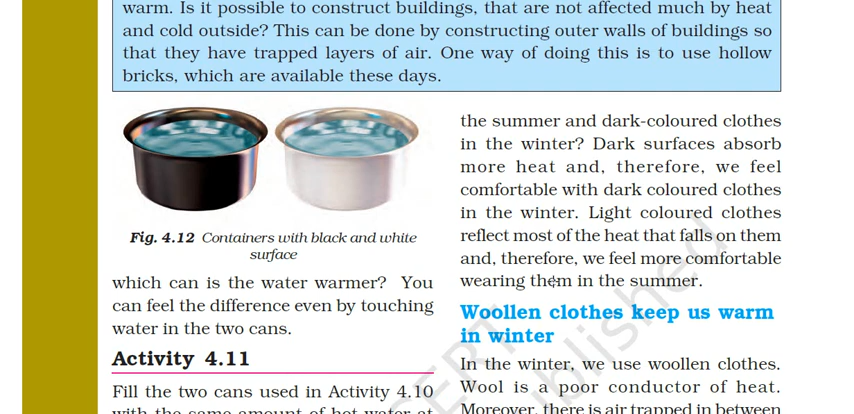 warm. Is it possible to construct buildings, that are not affected much by heat
and cold outside? This can be done by constructing outer walls of buildings so
that they have trapped layers of air. One way of doing this is to use hollow
bricks, which are available these days.
Fig. 4.12 Containers with black and white
surface
which can is the water warmer? You
can feel the difference even by touching
water in the two cans.
Activity 4.11
Fill the two cans used in Activity 4.10
with the same amount of hot water at
the summer and dark-coloured clothes
in the winter? Dark surfaces absorb
more heat and, therefore, we feel
comfortable with dark coloured clothes
in the winter. Light coloured clothes
reflect most of the heat that falls on them
and, therefore, we feel more comfortable
wearing them in the summer.
Woollen clothes keep us warm
in winter
In the winter, we use woollen clothes.
Wool is a poor conductor of heat.
Moreover, there is air trapped in between